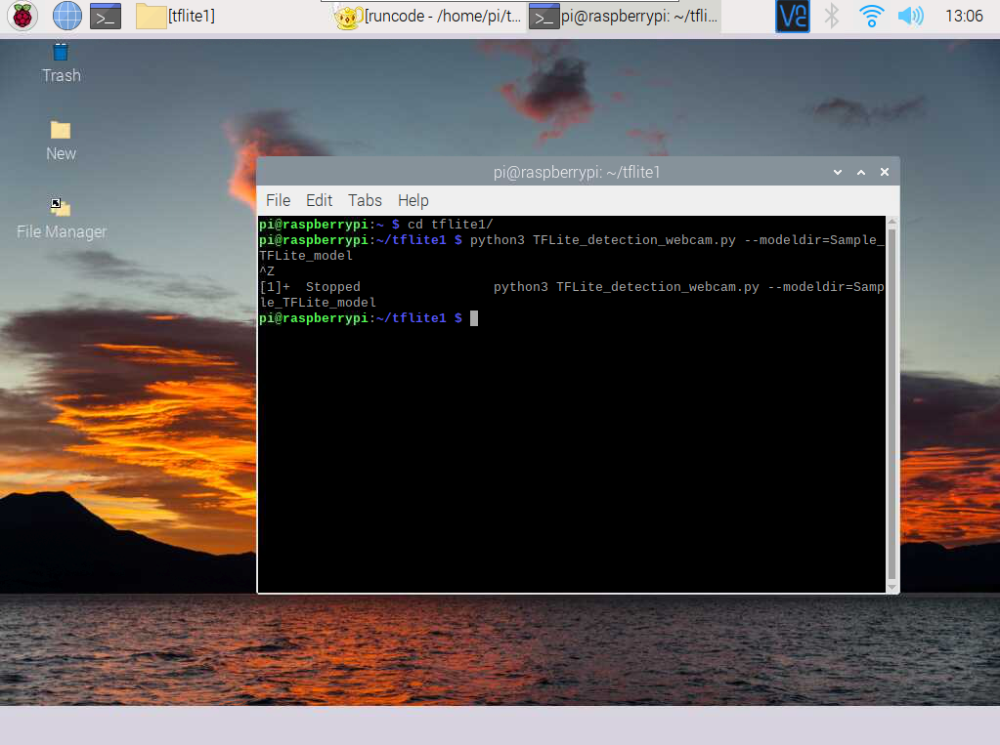 [tflite1]
[runcode - /home/pi/t...
pi@raspberrypi: ~/tfli...
13:06
Trash
New
File Manager
pi@raspberrypi: ~/tflite1
File Edit Tabs Help
pi@raspberrypi:~ $ cd tflite1/
pi@raspberrypi:~/tflite1 $ python3 TFLite_detection_webcam.py --modeldir=Sample_
TFLite_model
^Z
[1]+  Stopped                 python3 TFLite_detection_webcam.py --modeldir=Samp
le_TFLite_model
pi@raspberrypi:~/tflite1 $